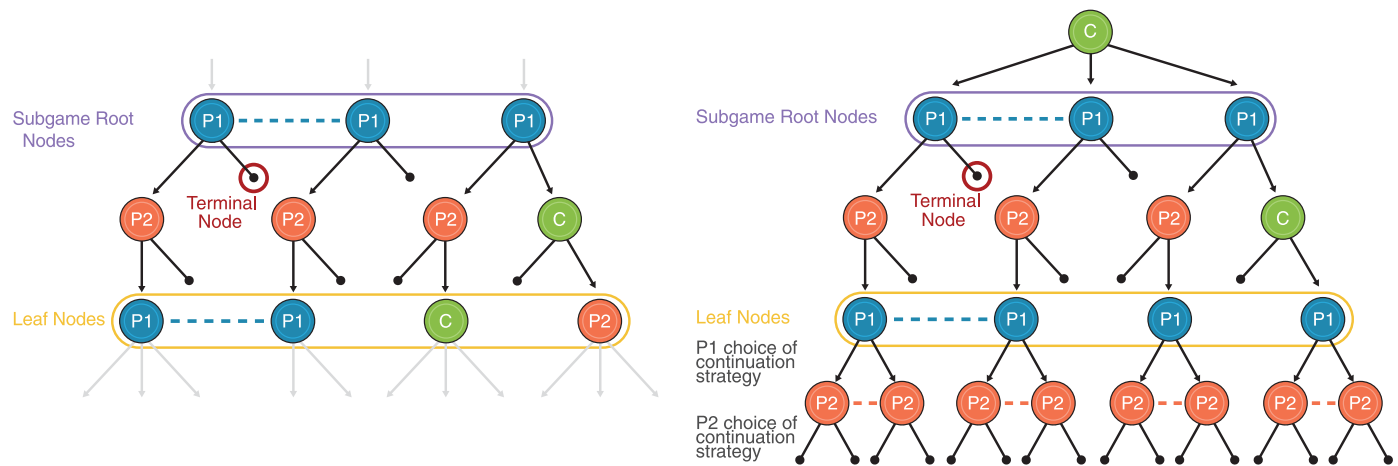 P1 P1 P1
Subgame Root
Nodes
Terminal
Node
P2 P2 P2 C
Leaf Nodes
P1 P1 C P2
C
Subgame Root Nodes
P1 P1 P1
Terminal
Node
P2 P2 P2 C
Leaf Nodes
P1 P1 P1 P1
P1 choice of
continuation
strategy
P2 P2 P2 P2 P2 P2 P2 P2
P2 choice of
continuation
strategy